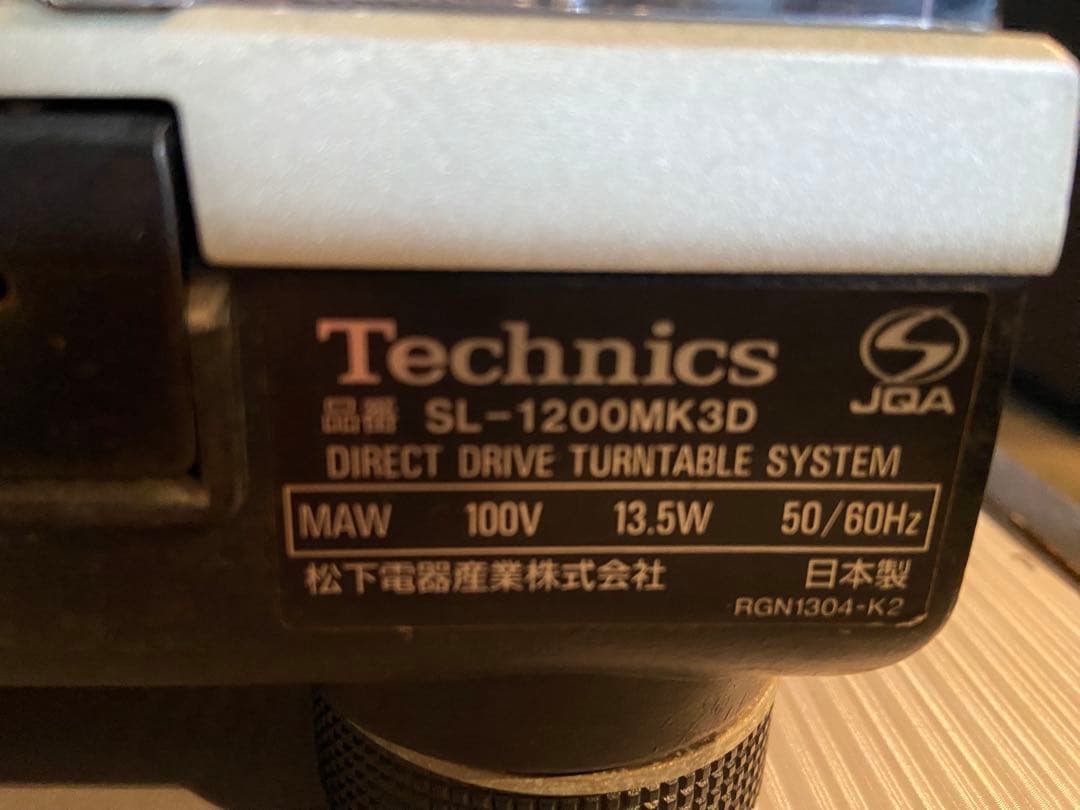 Technics
JQA
品番 SL-1200MK3D
DIRECT DRIVE TURNTABLE SYSTEM
MAW 100V 13.5W 50/60Hz
松下電器産業株式会社 日本製
RGN1304-K2